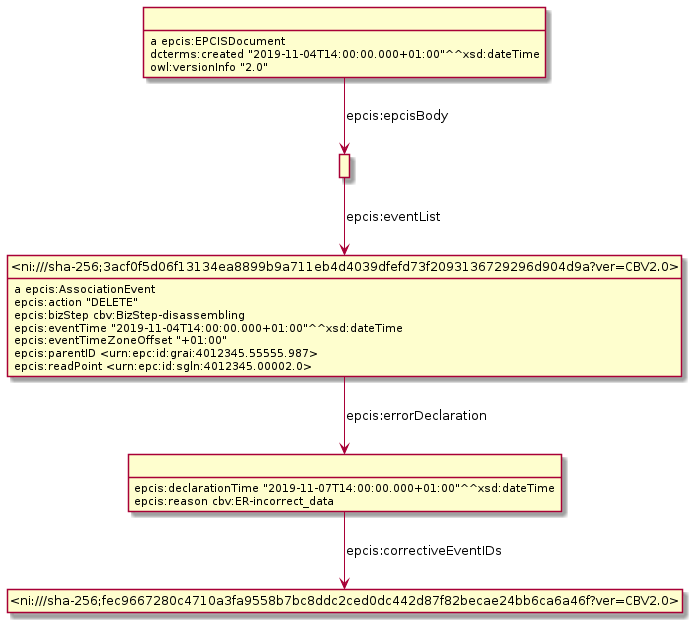 a epcis:EPCISDocument
dcterms:created "2019-11-04T14:00:00.000+01:00"^^xsd:dateTime
owl:versionInfo "2.0"
epcis:epcisBody
epcis:eventList
<ni:///sha-256;3acf0f5d06f13134ea8899b9a711eb4d4039dfefd73f2093136729296d904d9a?ver=CBV2.0>
a epcis:AssociationEvent
epcis:action "DELETE"
epcis:bizStep cbv:BizStep-disassembling
epcis:eventTime "2019-11-04T14:00:00.000+01:00"^^xsd:dateTime
epcis:eventTimeZoneOffset "+01:00"
epcis:parentID <urn:epc:id:grai:4012345.55555.987>
epcis:readPoint <urn:epc:id:sgln:4012345.00002.0>
epcis:errorDeclaration
epcis:declarationTime "2019-11-07T14:00:00.000+01:00"^^xsd:dateTime
epcis:reason cbv:ER-incorrect_data
epcis:correctiveEventIDs
<ni:///sha-256;fec9667280c4710a3fa9558b7bc8ddc2ced0dc442d87f82becae24bb6ca6a46f?ver=CBV2.0>